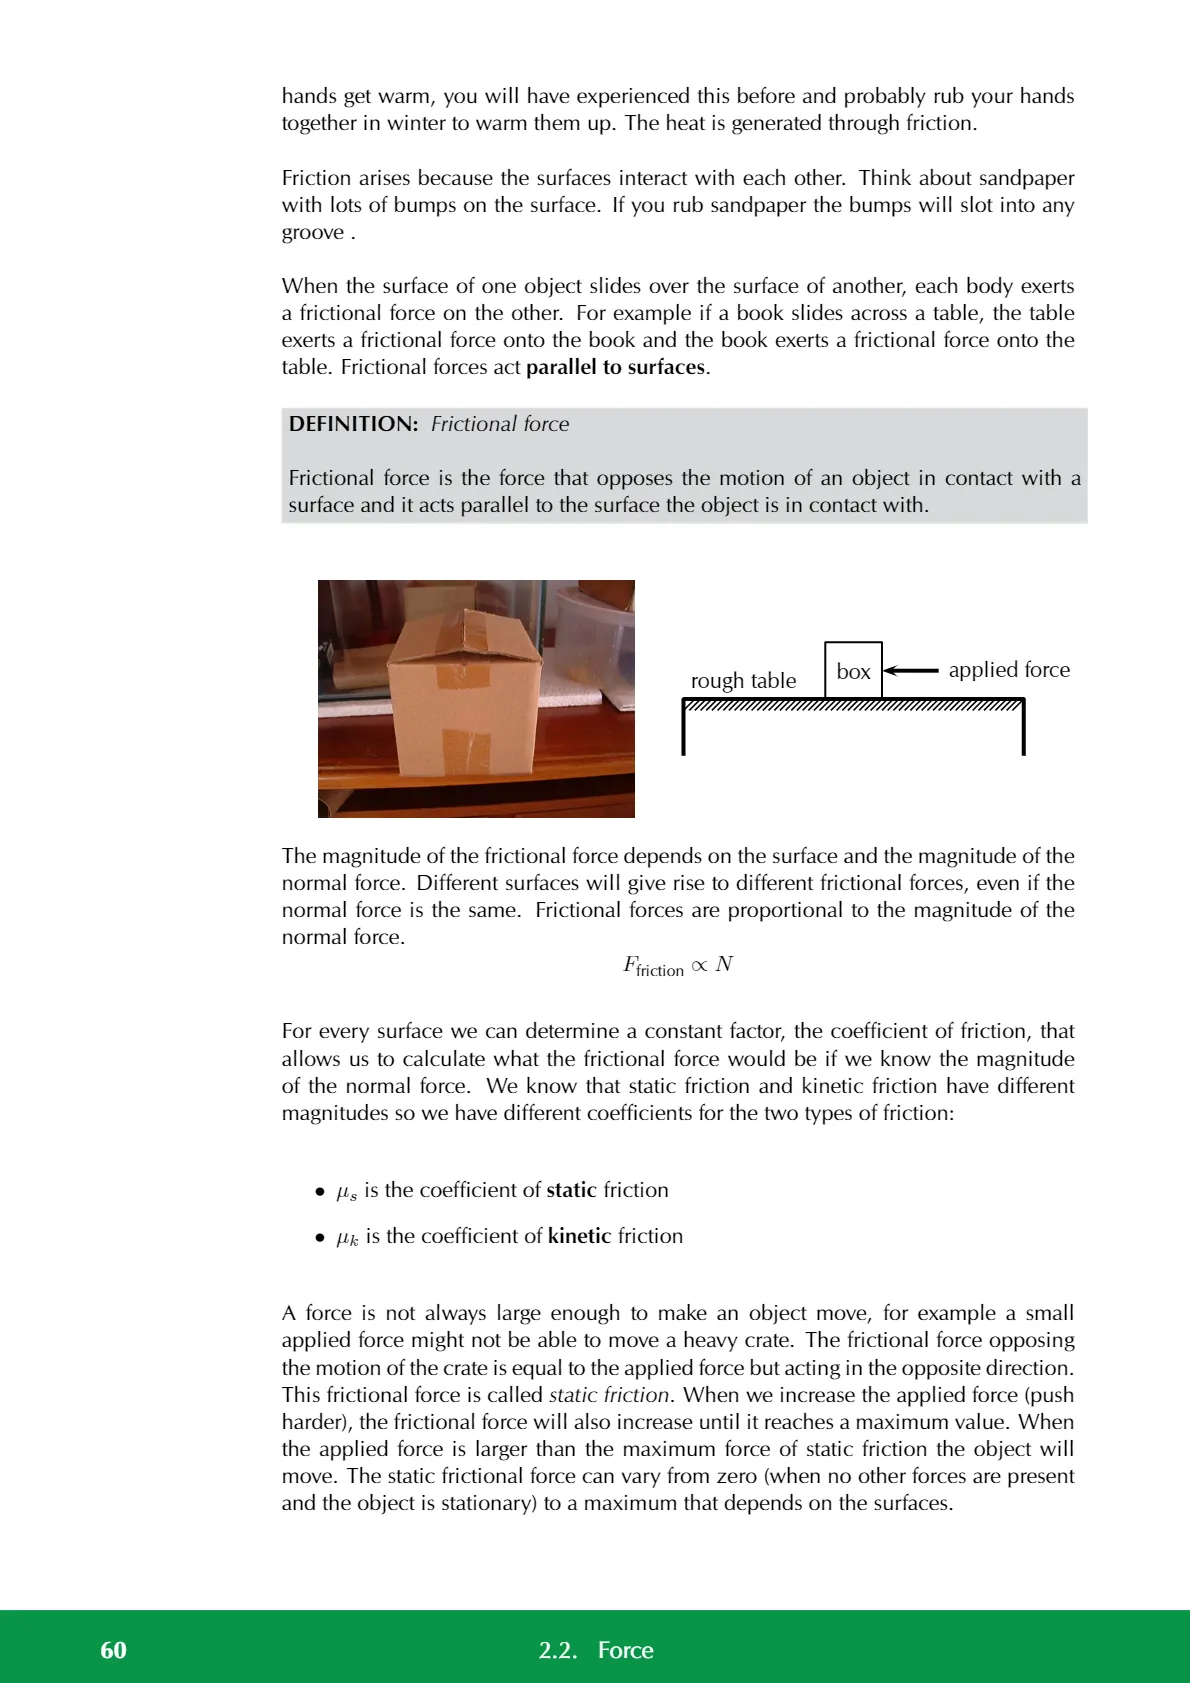 hands get warm, you will have experienced this before and probably rub your hands
together in winter to warm them up. The heat is generated through friction.
Friction arises because the surfaces interact with each other. Think about sandpaper
with lots of bumps on the surface. If you rub sandpaper the bumps will slot into any
groove .
When the surface of one object slides over the surface of another, each body exerts
a frictional force on the other. For example if a book slides across a table, the table
exerts a frictional force onto the book and the book exerts a frictional force onto the
table. Frictional forces act parallel to surfaces.
DEFINITION: Frictional force
Frictional force is the force that opposes the motion of an object in contact with a
surface and it acts parallel to the surface the object is in contact with.
rough table
box
applied force
The magnitude of the frictional force depends on the surface and the magnitude of the
normal force. Different surfaces will give rise to different frictional forces, even if the
normal force is the same. Frictional forces are proportional to the magnitude of the
normal force.
F_friction ∝ N
For every surface we can determine a constant factor, the coefficient of friction, that
allows us to calculate what the frictional force would be if we know the magnitude
of the normal force. We know that static friction and kinetic friction have different
magnitudes so we have different coefficients for the two types of friction:
• μ_s is the coefficient of static friction
• μ_k is the coefficient of kinetic friction
A force is not always large enough to make an object move, for example a small
applied force might not be able to move a heavy crate. The frictional force opposing
the motion of the crate is equal to the applied force but acting in the opposite direction.
This frictional force is called static friction. When we increase the applied force (push
harder), the frictional force will also increase until it reaches a maximum value. When
the applied force is larger than the maximum force of static friction the object will
move. The static frictional force can vary from zero (when no other forces are present
and the object is stationary) to a maximum that depends on the surfaces.
60 2.2. Force